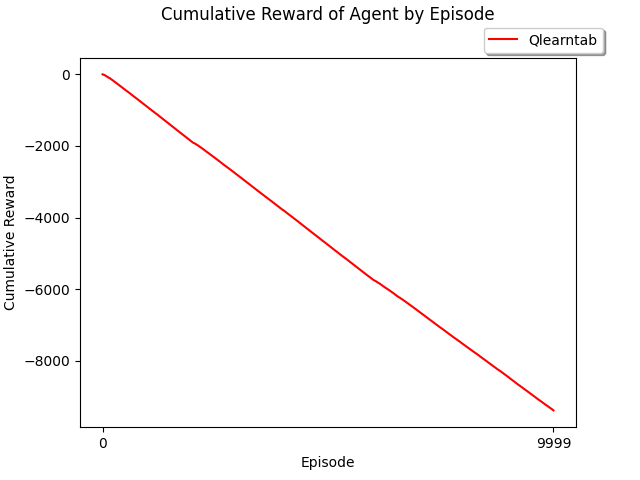 Cumulative Reward of Agent by Episode
Qlearntab
0
−2000
−4000
−6000
−8000
Cumulative Reward
0
9999
Episode